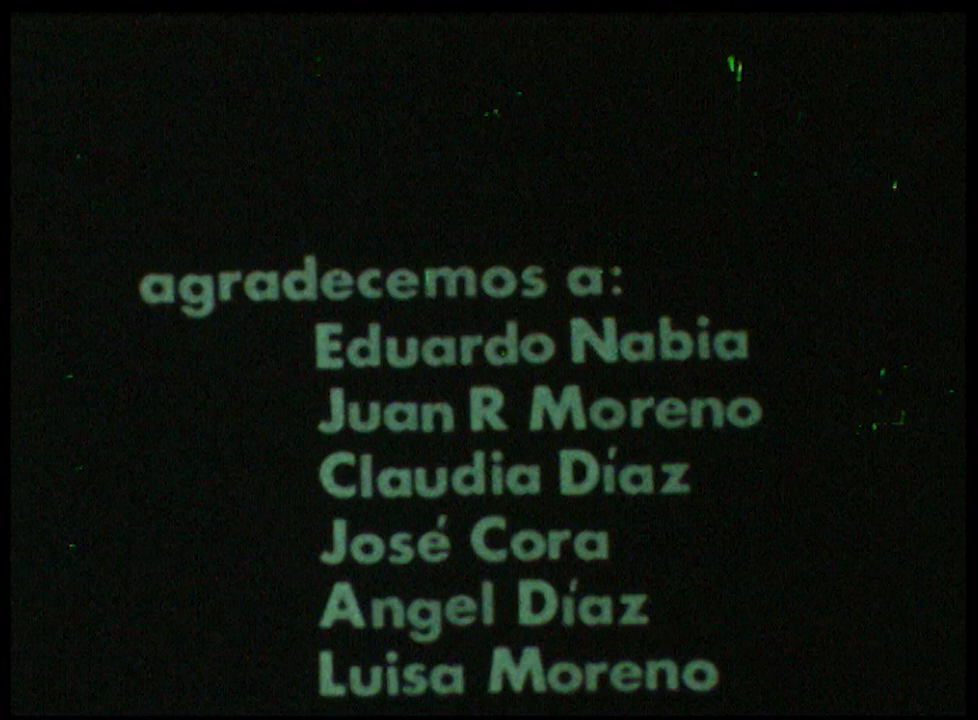 agradecemos a:
Eduardo Nabia
Juan R Moreno
Claudia Díaz
José Cora
Angel Díaz
Luisa Moreno